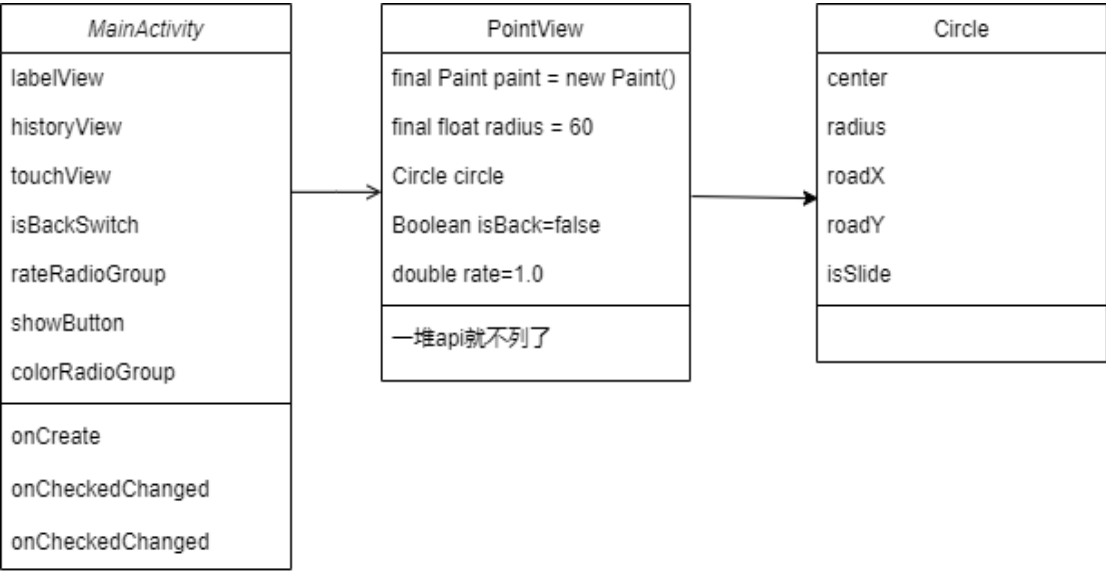 MainActivity
labelView
historyView
touchView
isBackSwitch
rateRadioGroup
showButton
colorRadioGroup
onCreate
onCheckedChanged
onCheckedChanged
PointView
final Paint paint = new Paint()
final float radius = 60
Circle circle
Boolean isBack=false
double rate=1.0
一堆api就不列了
Circle
center
radius
roadX
roadY
isSlide